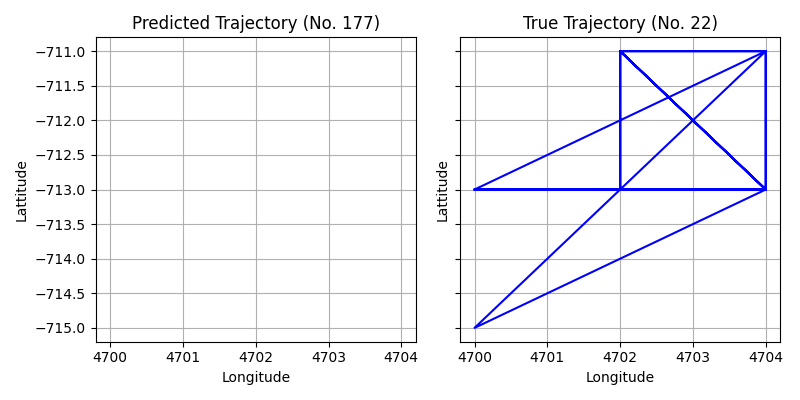 Predicted Trajectory (No. 177)
True Trajectory (No. 22)
−711.0
−711.5
−712.0
−712.5
−713.0
−713.5
−714.0
−714.5
−715.0
Lattitude
Lattitude
4700 4701 4702 4703 4704
4700 4701 4702 4703 4704
Longitude
Longitude